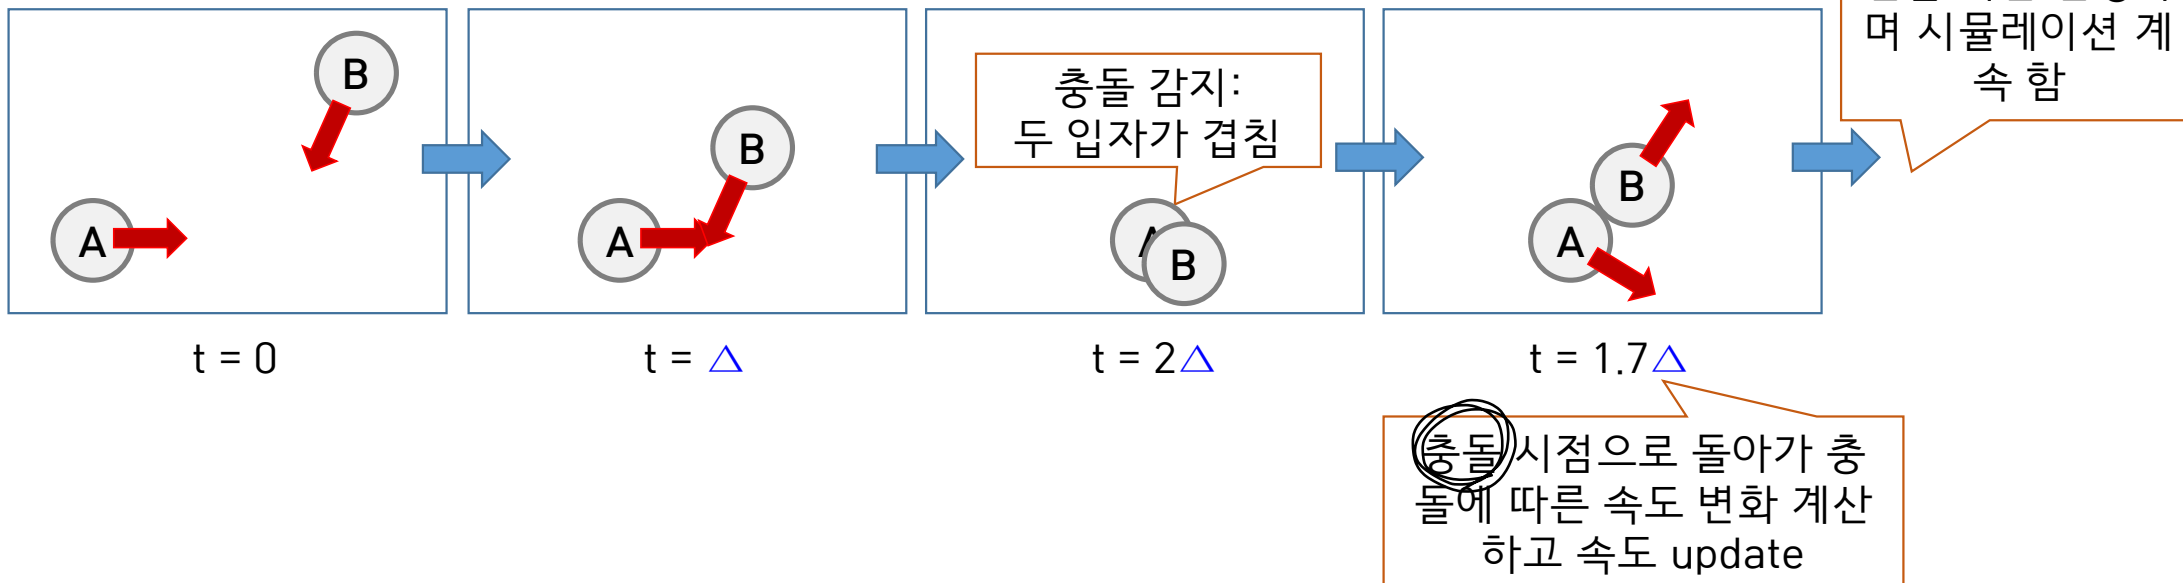 B
A
t = 0
B
A
t = △
충돌 감지:
두 입자가 겹침
B
t = 2△
B
A
t = 1.7△
며 시뮬레이션 계
속 함
충돌 시점으로 돌아가 충
돌에 따른 속도 변화 계산
하고 속도 update